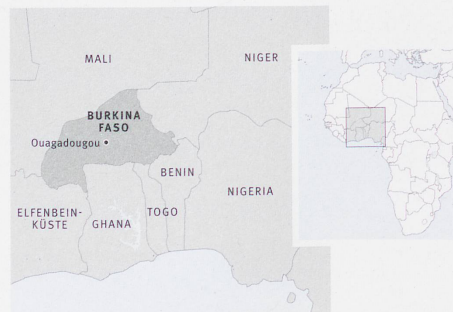 MALI
NIGER
BURKINA
FASO
Ouagadougou
BENIN
NIGERIA
ELFENBEIN-
KÜSTE
GHANA
TOGO